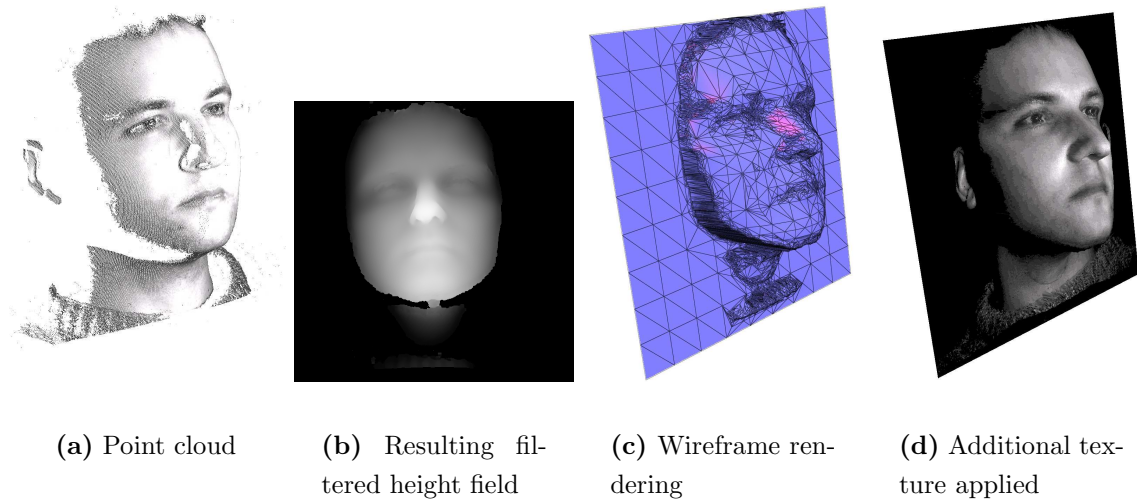 (a) Point cloud
(b) Resulting fil-
tered height field
(c) Wireframe ren-
dering
(d) Additional tex-
ture applied